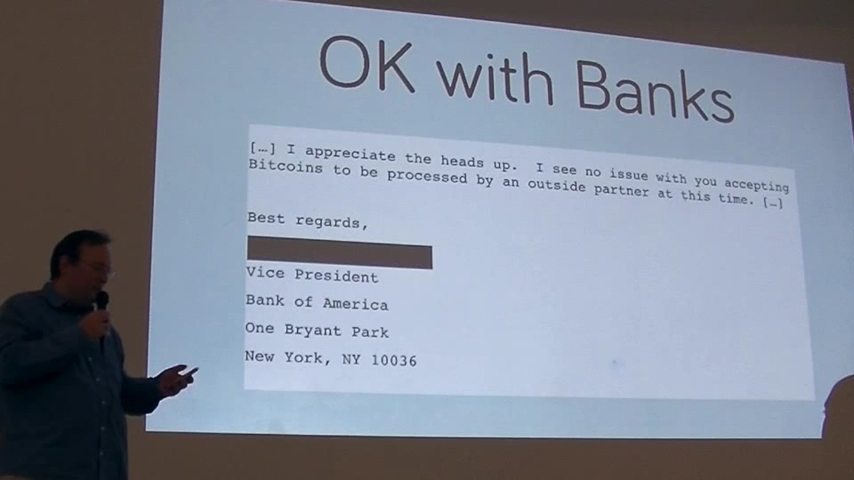 OK with Banks
[…] I appreciate the heads up.  I see no issue with you accepting
Bitcoins to be processed by an outside partner at this time. […]
Best regards,
Vice President
Bank of America
One Bryant Park
New York, NY 10036